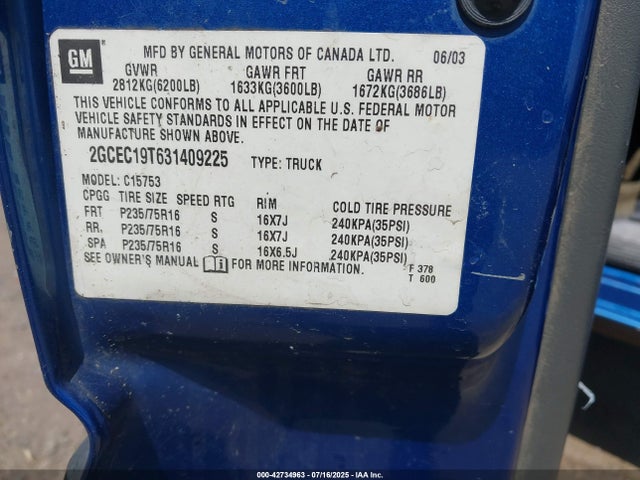 GM
MFD BY GENERAL MOTORS OF CANADA LTD. 06/03
GVWR GAWR FRT GAWR RR
2812KG(6200LB) 1633KG(3600LB) 1672KG(3686LB)
THIS VEHICLE CONFORMS TO ALL APPLICABLE U.S. FEDERAL MOTOR
VEHICLE SAFETY STANDARDS IN EFFECT ON THE DATE OF
MANUFACTURE SHOWN ABOVE.
2GCEC19T631409225 TYPE: TRUCK
MODEL: C15753
CPGG TIRE SIZE SPEED RTG RIM COLD TIRE PRESSURE
FRT P235/75R16 S 16X7J 240KPA(35PSI)
RR. P235/75R16 S 16X7J 240KPA(35PSI)
SPA P235/75R16 S 16X6.5J 240KPA(35PSI)
SEE OWNER'S MANUAL FOR MORE INFORMATION.
F 378
T 600
000-42734963 - 07/16/2025 - IAA Inc.